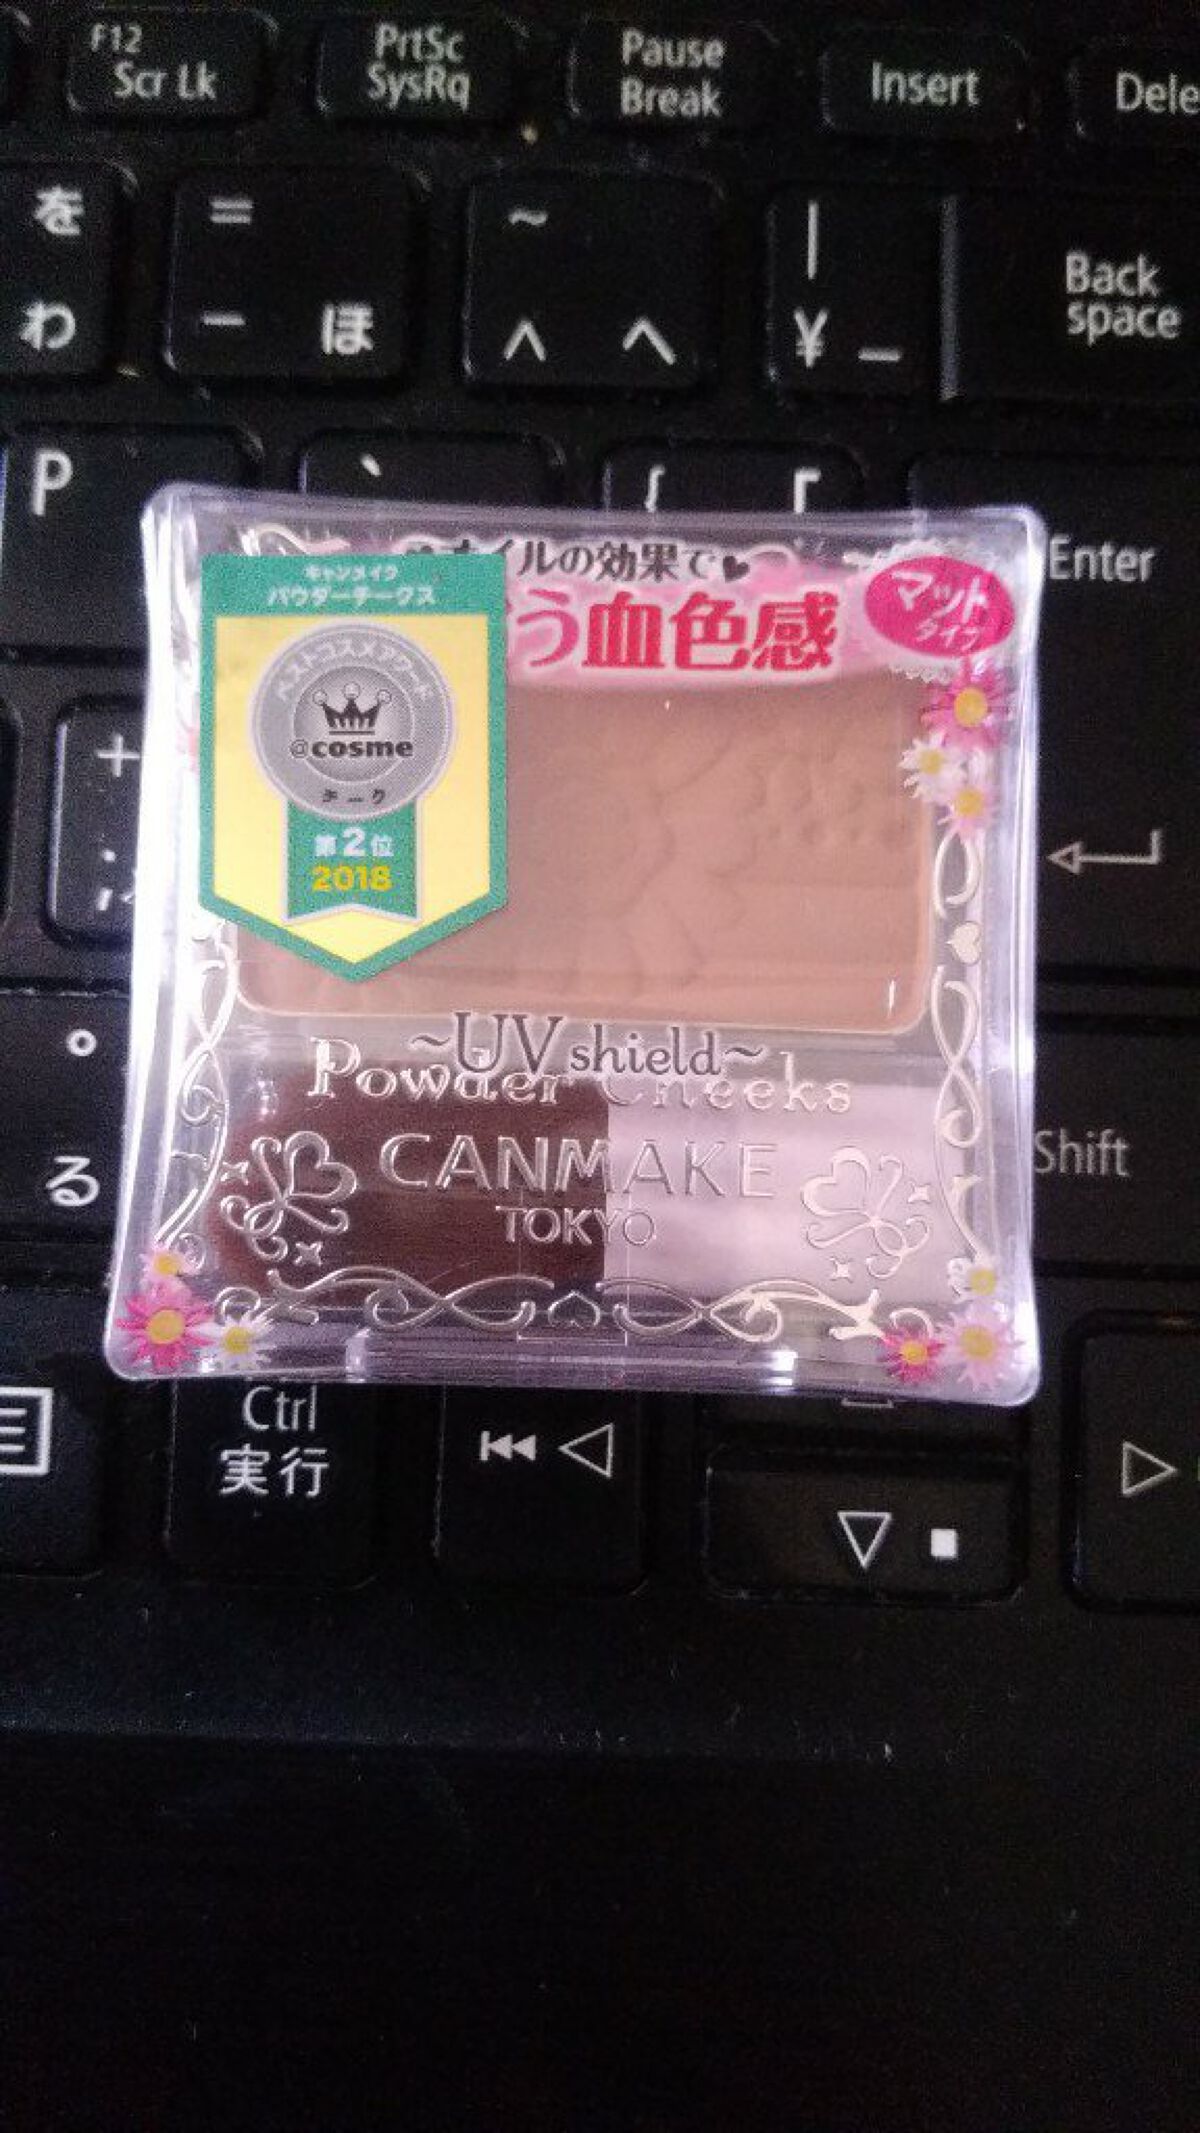 F12
Scr Lk
PrtSc
SysRq
Pause
Break
Insert
Dele
を
わ
=
- ほ
~
^ へ
|
¥ _
Back
space
P
`
{ 「
Enter
+
;
°
る
Shift
イルの効果で♥
う血色感
マット
タイプ
キャンメイク
パウダーチークス
ベストコスメアワード
@cosme
チーク
第2位
2018
~UV shield~
Powder Cheeks
CANMAKE
TOKYO
Ctrl
実行